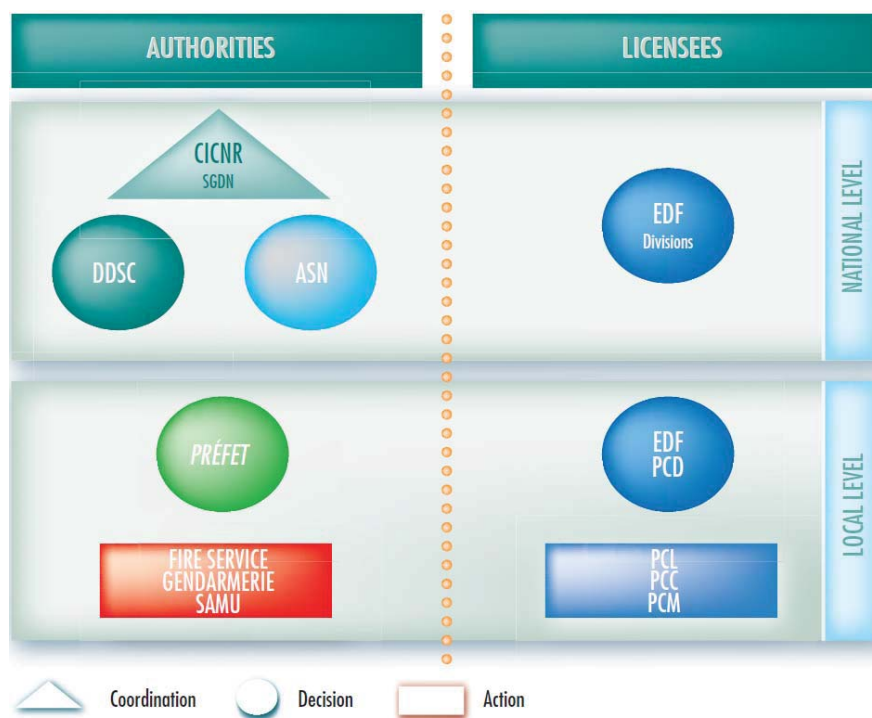 AUTHORITIES
LICENSEES
CICNR
SGDN
DDSC
ASN
EDF
Divisions
NATIONAL LEVEL
PRÉFET
EDF
PCD
FIRE SERVICE
GENDARMERIE
SAMU
PCL
PCC
PCM
LOCAL LEVEL
Coordination
Decision
Action